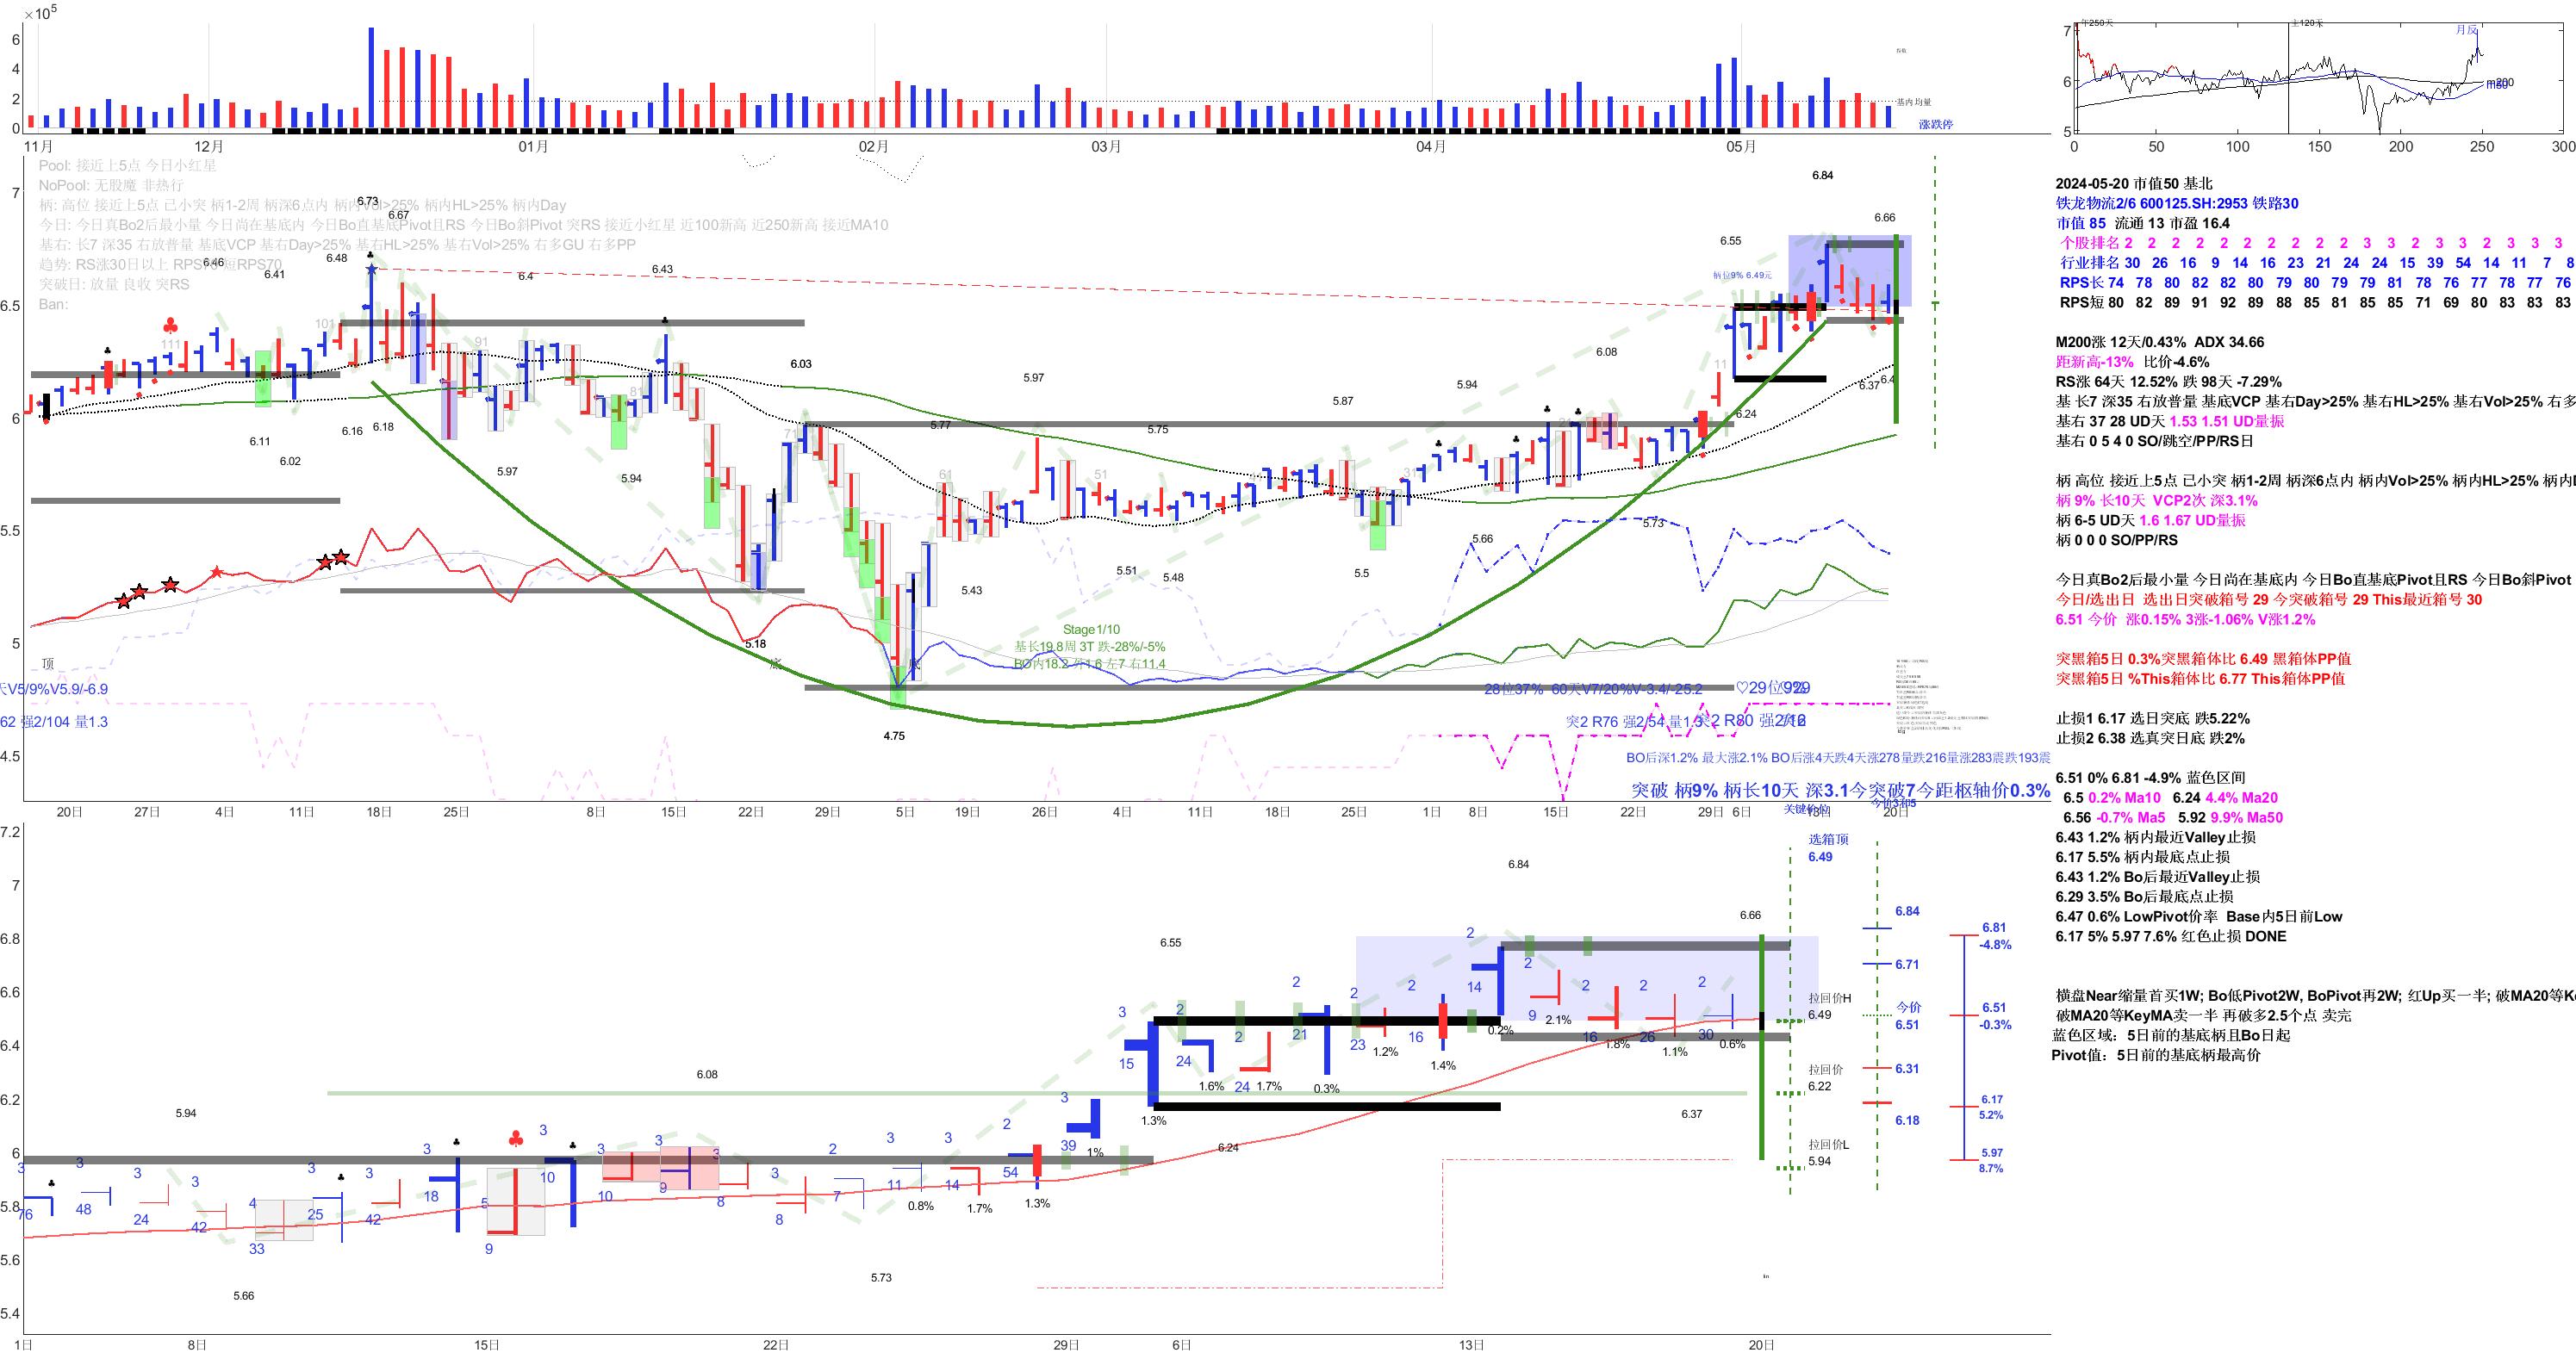 ×10⁵
6
4
2
0
基内均量
涨跌停
11月 12月 01月 02月 03月 04月 05月
Pool: 接近上5点 今日小红星
NoPool: 无股魔 非热行
柄: 高位 接近上5点 已小突 柄1-2周 柄深6点内 柄内Vol>25% 柄内HL>25% 柄内Day
今日: 今日真Bo2后最小量 今日尚在基底内 今日Bo直基底Pivot且RS 今日Bo斜Pivot 突RS 接近小红星 近100新高 近250新高 接近MA10
基右: 长7 深35 右放普量 基底VCP 基右Day>25% 基右HL>25% 基右Vol>25% 右多GU 右多PP
趋势: RS涨30日以上 RPS70 短RPS70
突破日: 放量 良收 突RS
Ban:
7
6.5
6
5.5
5
4.5
6.73
6.67
6.46
6.41
6.48
6.4
6.43
6.03
5.97
5.87
5.94
6.08
6.55
6.84
6.66
柄位9% 6.49元
101
111
91
81
71
61
51
31
11
6.11
6.02
6.16
6.18
5.97
5.94
5.18
5.77
4.75
5.43
5.75
5.51
5.48
5.5
5.66
5.73
6.24
6.37
顶
底
Stage1/10
基长19.8周 3T 跌-28%/-5%
天V5/9%V5.9/-6.9
62 强2/104 量1.3
28位37% 60天V7/20%V-3.4/-25.2
突2 R76 强2/54 量1.3
BO后深1.2% 最大涨2.1% BO后涨4天跌4天涨278量跌216量涨283震跌193震
突破 柄9% 柄长10天 深3.1今突破7今距枢轴价0.3%
关键价位
20日 27日 4日 11日 18日 25日 8日 15日 22日 29日 5日 19日 26日 4日 11日 18日 25日 1日 8日 15日 22日 29日 6日 13日 20日
7.2
7
6.8
6.6
6.4
6.2
6
5.8
5.6
5.4
5.94
6.08
6.55
6.84
6.66
5.66
5.73
6.24
6.37
3 3 3 3 4 3 3 3 5 3 3 3 3 3 2 3 3 2 3 3 2 2 2 2 2 2 2 2 2 2
76 48 24 42 33 25 42 18 9 10 10 9 8 8 7 11 14 54 39 15 24 24 21 23 16 14 9 16 26 30
0.8% 1.7% 1.3% 1% 1.3% 1.6% 1.7% 0.3% 1.2% 1.4% 0.2% 2.1% 1.8% 1.1% 0.6%
选箱顶
6.49
拉回价H
6.49
拉回价
6.22
拉回价L
5.94
6.84
6.71
今价
6.51
6.31
6.18
6.81
-4.8%
6.51
-0.3%
6.17
5.2%
5.97
8.7%
1日 8日 15日 22日 29日 6日 13日 20日
年250天
主120天
月反
m200
7
6
5
0 50 100 150 200 250 300
2024-05-20 市值50 基北
铁龙物流2/6 600125.SH:2953 铁路30
市值 85 流通 13 市盈 16.4
个股排名 2 2 2 2 2 2 2 2 2 2 3 3 2 3 3 2 3 3 3
行业排名 30 26 16 9 14 16 23 21 24 24 15 39 54 14 11 7 8
RPS长 74 78 80 82 82 80 79 80 79 79 81 78 76 77 78 77 76
RPS短 80 82 89 91 92 89 88 85 81 85 85 71 69 80 83 83 83
M200涨 12天/0.43% ADX 34.66
距新高-13% 比价-4.6%
RS涨 64天 12.52% 跌 98天 -7.29%
基 长7 深35 右放普量 基底VCP 基右Day>25% 基右HL>25% 基右Vol>25% 右多
基右 37 28 UD天 1.53 1.51 UD量振
基右 0 5 4 0 SO/跳空/PP/RS日
柄 高位 接近上5点 已小突 柄1-2周 柄深6点内 柄内Vol>25% 柄内HL>25% 柄内
柄 9% 长10天 VCP2次 深3.1%
柄 6-5 UD天 1.6 1.67 UD量振
柄 0 0 0 SO/PP/RS
今日真Bo2后最小量 今日尚在基底内 今日Bo直基底Pivot且RS 今日Bo斜Pivot
今日/选出日 选出日突破箱号 29 今突破箱号 29 This最近箱号 30
6.51 今价 涨0.15% 3涨-1.06% V涨1.2%
突黑箱5日 0.3%突黑箱体比 6.49 黑箱体PP值
突黑箱5日 %This箱体比 6.77 This箱体PP值
止损1 6.17 选日突底 跌5.22%
止损2 6.38 选真突日底 跌2%
6.51 0% 6.81 -4.9% 蓝色区间
6.5 0.2% Ma10 6.24 4.4% Ma20
6.56 -0.7% Ma5 5.92 9.9% Ma50
6.43 1.2% 柄内最近Valley止损
6.17 5.5% 柄内最底点止损
6.43 1.2% Bo后最近Valley止损
6.29 3.5% Bo后最底点止损
6.47 0.6% LowPivot价率 Base内5日前Low
6.17 5% 5.97 7.6% 红色止损 DONE
横盘Near缩量首买1W; Bo低Pivot2W, BoPivot再2W; 红Up买一半; 破MA20等K
破MA20等KeyMA卖一半 再破多2.5个点 卖完
蓝色区域：5日前的基底柄且Bo日起
Pivot值：5日前的基底柄最高价